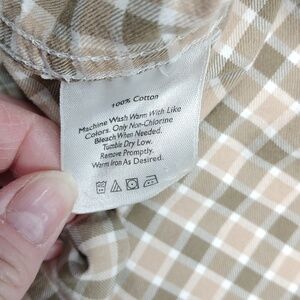 100% Cotton
Machine Wash Warm With Like
Colors. Only Non-Chlorine
Bleach When Needed.
Tumble Dry Low.
Remove Promptly.
Warm Iron As Desired.